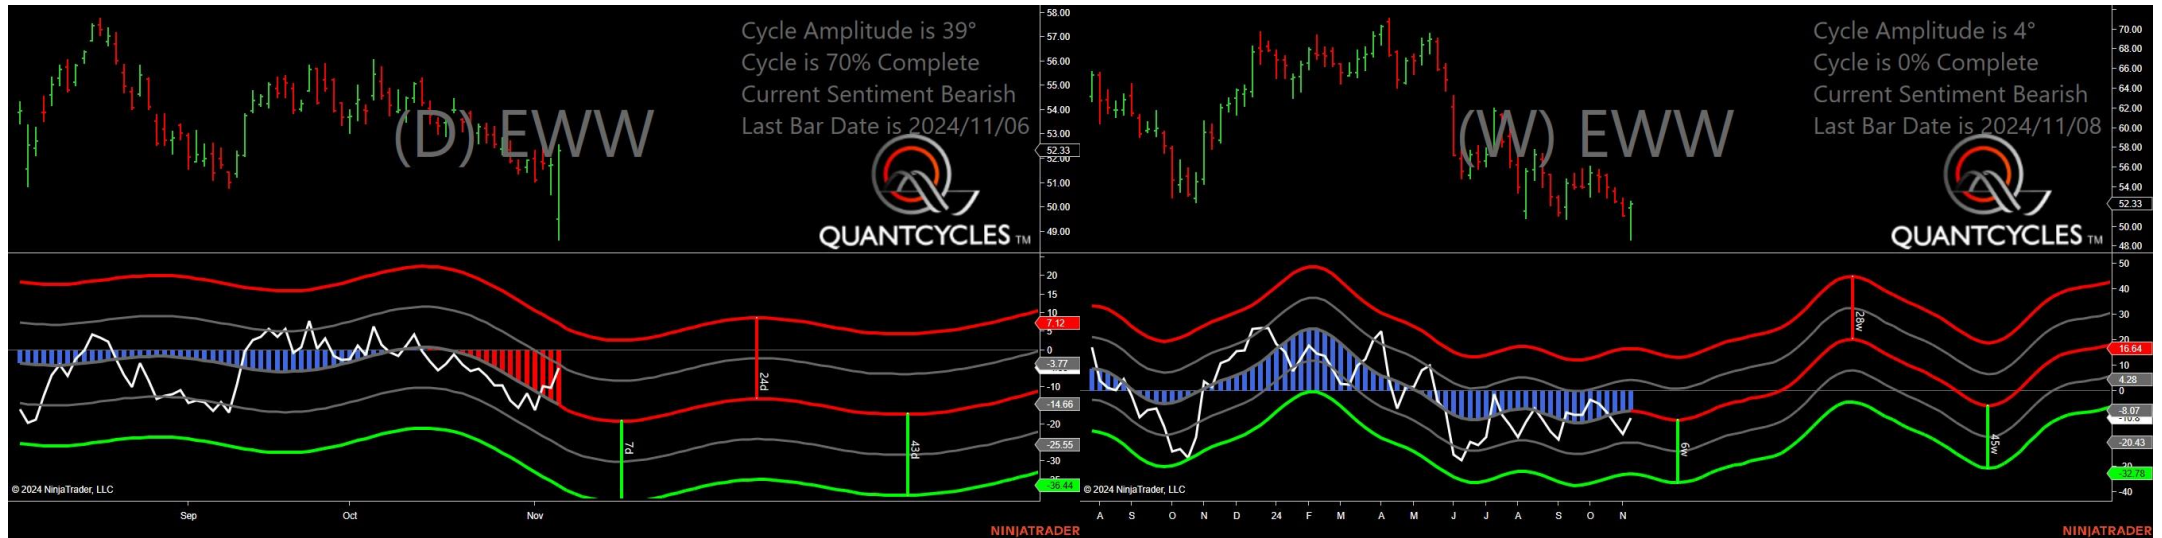 Cycle Amplitude is 39°
Cycle is 70% Complete
Current Sentiment Bearish
Last Bar Date is 2024/11/06
(D) EWW
QUANTCYCLES TM
58.00
57.00
56.00
55.00
54.00
53.00
52.33
52.00
51.00
50.00
49.00
20
15
10
7.12
5
0
-3.77
-10
-14.66
-20
-25.55
-30
-36.44
24d
7d
43d
© 2024 NinjaTrader, LLC
Sep
Oct
Nov
NINJATRADER
Cycle Amplitude is 4°
Cycle is 0% Complete
Current Sentiment Bearish
Last Bar Date is 2024/11/08
(W) EWW
QUANTCYCLES TM
70.00
68.00
66.00
64.00
62.00
60.00
58.00
56.00
54.00
52.33
50.00
48.00
50
40
30
20
16.64
10
4.28
0
-8.07
-20.43
-32.78
-40
28w
6w
45w
© 2024 NinjaTrader, LLC
A S O N D 24 F M A M J J A S O N
NINJATRADER